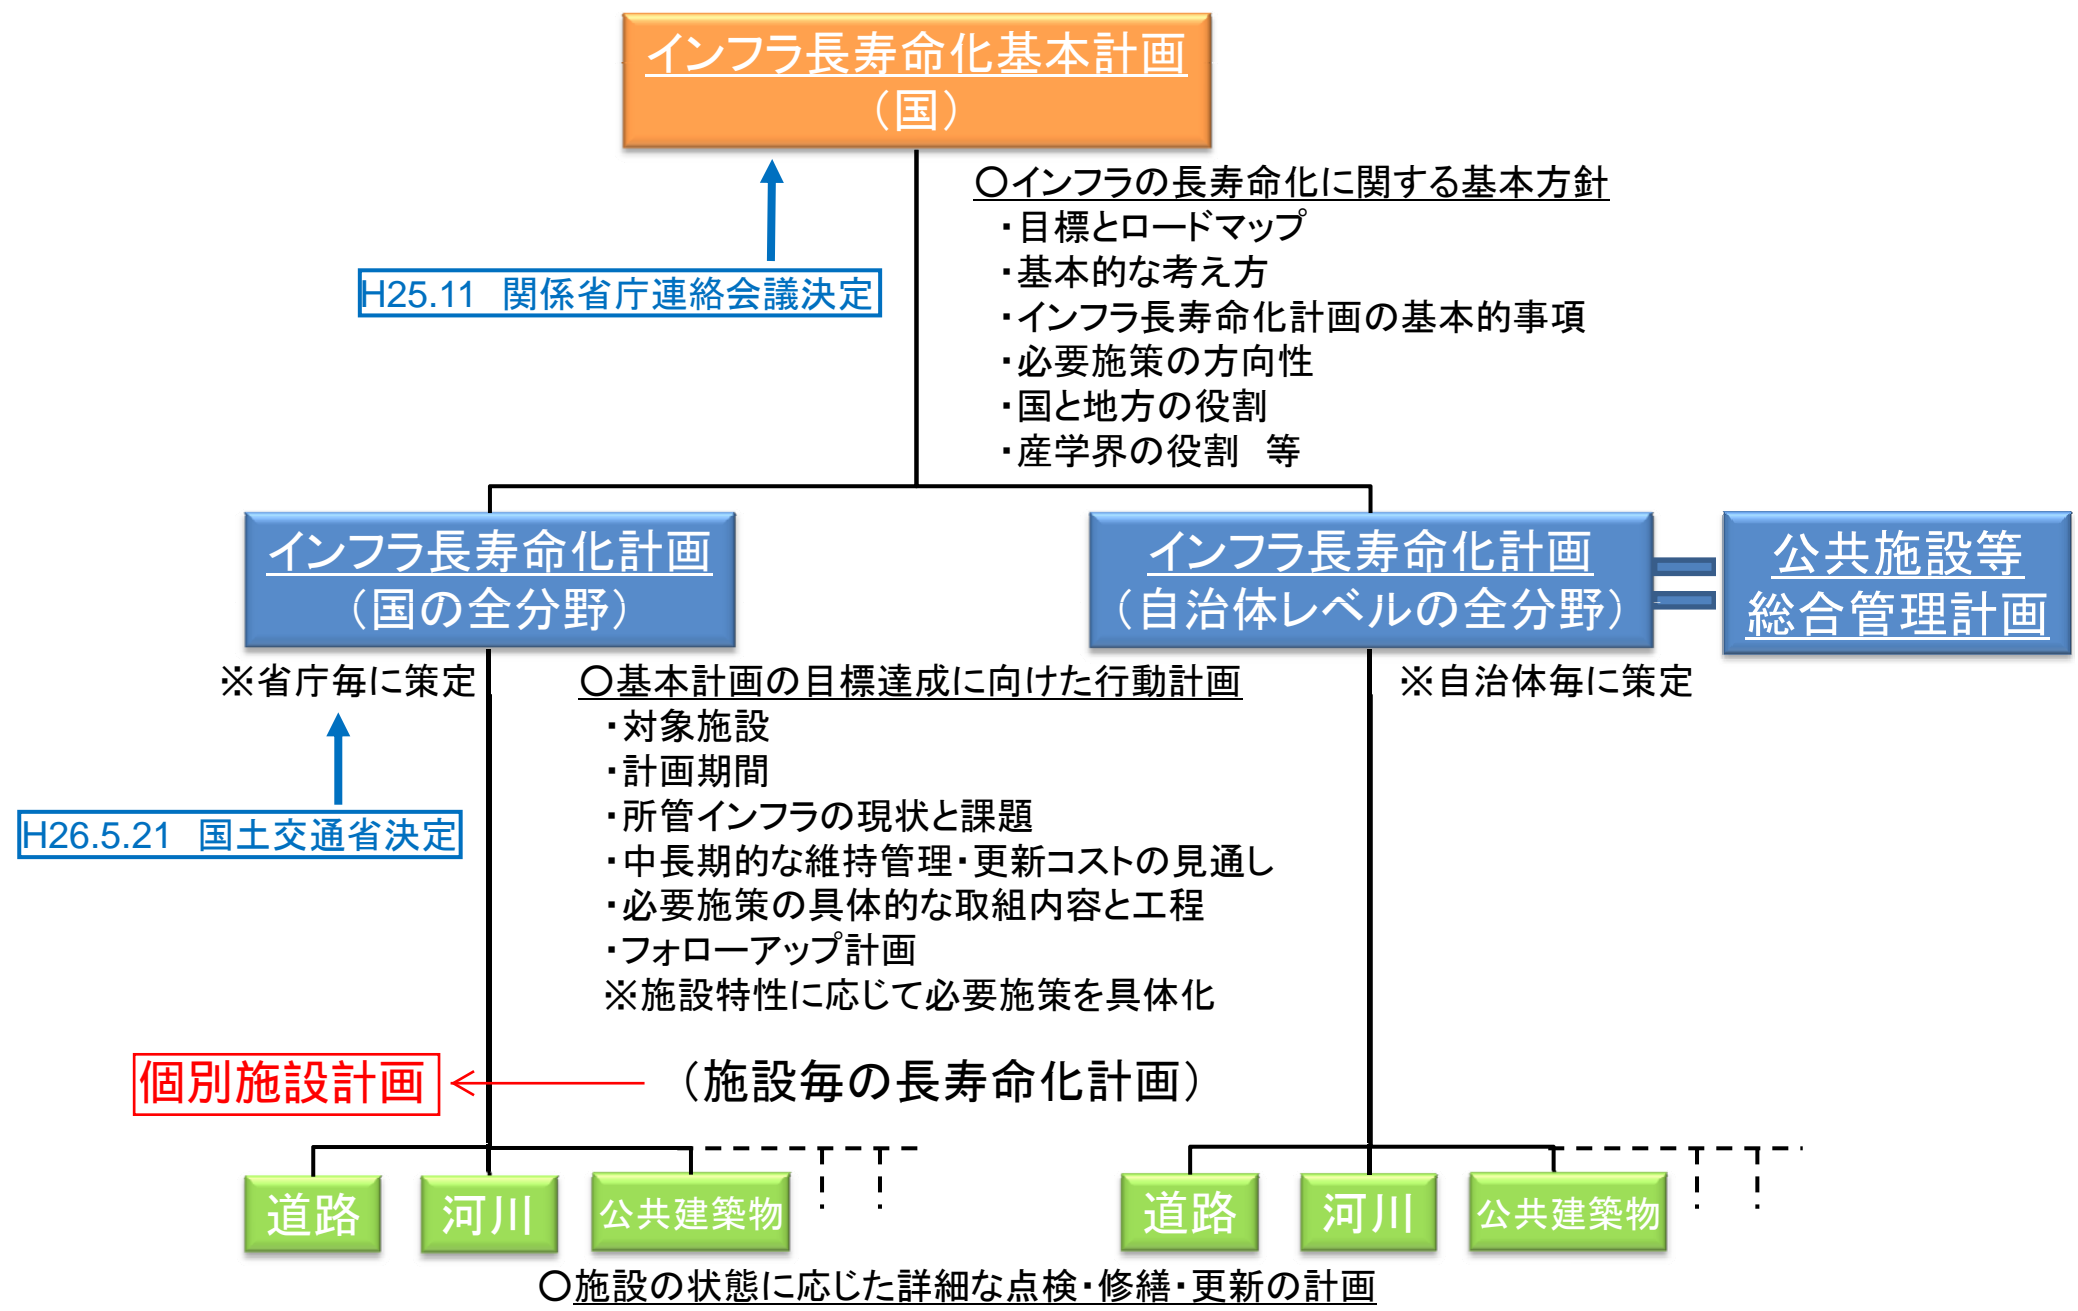 インフラ長寿命化基本計画
（国）
○インフラの長寿命化に関する基本方針
・目標とロードマップ
・基本的な考え方
H25.11　関係省庁連絡会議決定
・インフラ長寿命化計画の基本的事項
・必要施策の方向性
・国と地方の役割
・産学界の役割　等
インフラ長寿命化計画
（国の全分野）
インフラ長寿命化計画
（自治体レベルの全分野）
公共施設等
総合管理計画
※省庁毎に策定
○基本計画の目標達成に向けた行動計画
※自治体毎に策定
・対象施設
・計画期間
・所管インフラの現状と課題
H26.5.21　国土交通省決定
・中長期的な維持管理・更新コストの見通し
・必要施策の具体的な取組内容と工程
・フォローアップ計画
※施設特性に応じて必要施策を具体化
個別施設計画
（施設毎の長寿命化計画）
道路
河川
公共建築物
道路
河川
公共建築物
○施設の状態に応じた詳細な点検・修繕・更新の計画